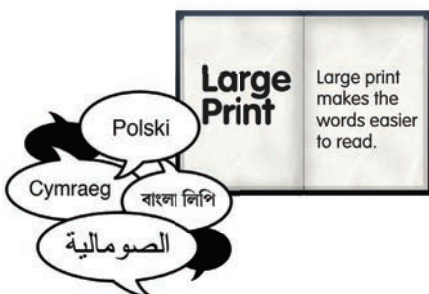 Large
Print
Large print
makes the
words easier
to read.
Polski
Cymraeg
বাংলা লিপি
الصومالية